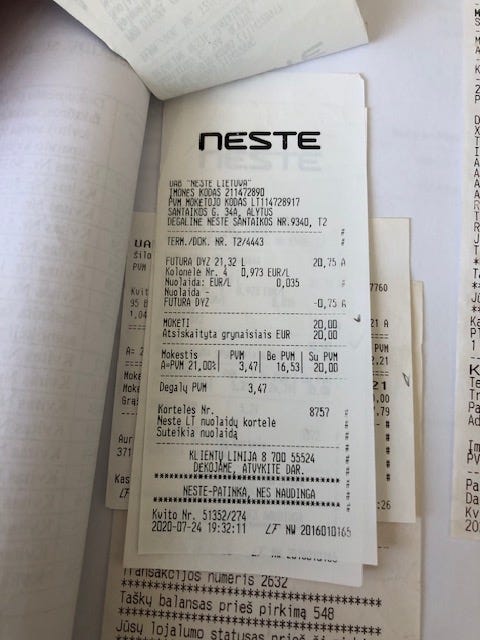 NESTE
UAB "NESTE LIETUVA"
ĮMONĖS KODAS 211472890
PVM MOKĖTOJO KODAS LT114728917
SANTAIKOS G. 34A, ALYTUS
DEGALINĖ NESTE SANTAIKOS NR.9340, T2
TERM./DOK. NR. T2/4443 #
FUTURA DYZ 21,32 L 20,75 A
Kolonėlė Nr. 4 0,973 EUR/L
Nuolaida: EUR/L 0,035 #
Nuolaida -
FUTURA DYZ -0,75 A
MOKĖTI 20,00
Atsiskaityta grynaisiais EUR 20,00
Mokestis | PVM | Be PVM | Su PVM
A=PVM 21,00% | 3,47 | 16,53 | 20,00
Degalų PVM 3,47
Kortelės Nr. 8757 #
Neste LT nuolaidų kortelė
Suteikia nuolaidą
KLIENTŲ LINIJA 8 700 55524
DĖKOJAME, ATVYKITE DAR.
************************************
NESTE-PATINKA, NES NAUDINGA
************************************
Kvito Nr. 51352/274
2020-07-24 19:32:11 LF NW 2016010165
Transakcijos numeris 2632
************************************
Taškų balansas prieš pirkimą 548
************************************
Jūsų lojalumo statusas prieš